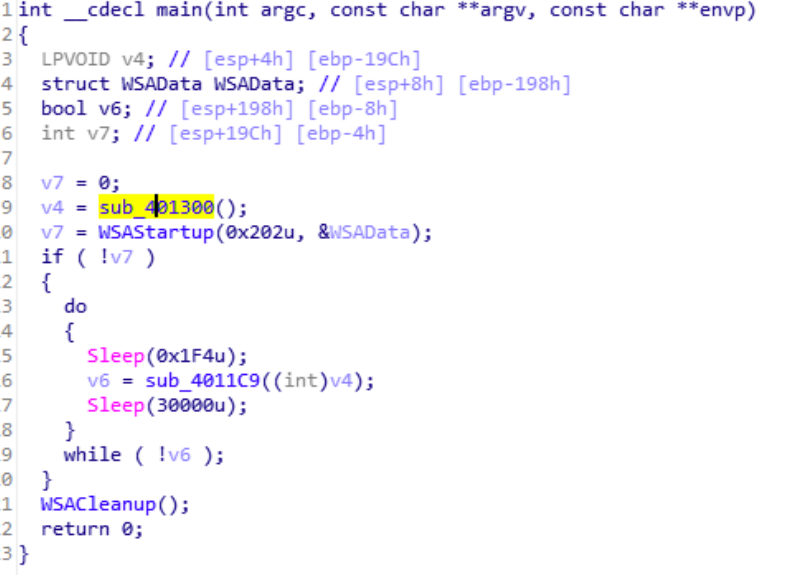 1 int __cdecl main(int argc, const char **argv, const char **envp)
2 {
3   LPVOID v4; // [esp+4h] [ebp-19Ch]
4   struct WSAData WSAData; // [esp+8h] [ebp-198h]
5   bool v6; // [esp+198h] [ebp-8h]
6   int v7; // [esp+19Ch] [ebp-4h]
7
8   v7 = 0;
9   v4 = sub_401300();
.0   v7 = WSAStartup(0x202u, &WSAData);
.1   if ( !v7 )
.2   {
.3     do
.4     {
.5       Sleep(0x1F4u);
.6       v6 = sub_4011C9((int)v4);
.7       Sleep(30000u);
.8     }
.9     while ( !v6 );
0   }
1   WSACleanup();
2   return 0;
3 }